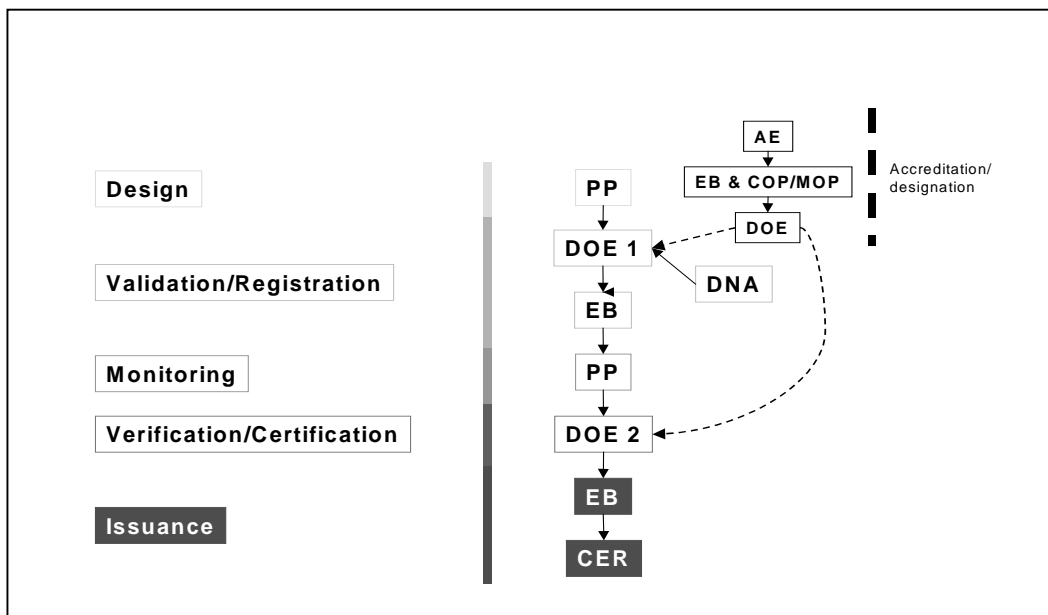 AE
Accreditation/
designation
EB & COP/MOP
Design
PP
DOE
DOE 1
Validation/Registration
DNA
EB
Monitoring
PP
Verification/Certification
DOE 2
EB
Issuance
CER